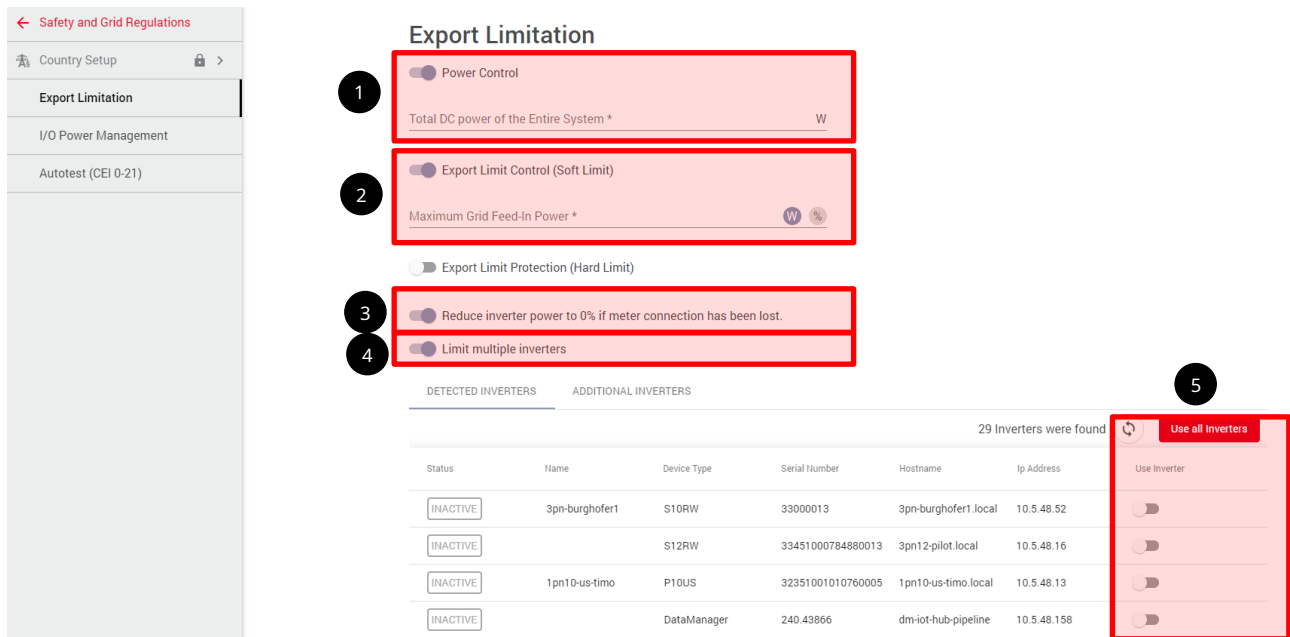 Safety and Grid Regulations
Country Setup
Export Limitation
I/O Power Management
Autotest (CEI 0-21)
Export Limitation
1
Power Control
Total DC power of the Entire System * W
2
Export Limit Control (Soft Limit)
Maximum Grid Feed-In Power * W %
Export Limit Protection (Hard Limit)
3
Reduce inverter power to 0% if meter connection has been lost.
4
Limit multiple inverters
DETECTED INVERTERS ADDITIONAL INVERTERS
5
29 Inverters were found Use all Inverters
Status Name Device Type Serial Number Hostname Ip Address Use Inverter
INACTIVE 3pn-burghofer1 S10RW 33000013 3pn-burghofer1.local 10.5.48.52
INACTIVE S12RW 33451000784880013 3pn12-pilot.local 10.5.48.16
INACTIVE 1pn10-us-timo P10US 32351001010760005 1pn10-us-timo.local 10.5.48.13
INACTIVE DataManager 240.43866 dm-iot-hub-pipeline 10.5.48.158